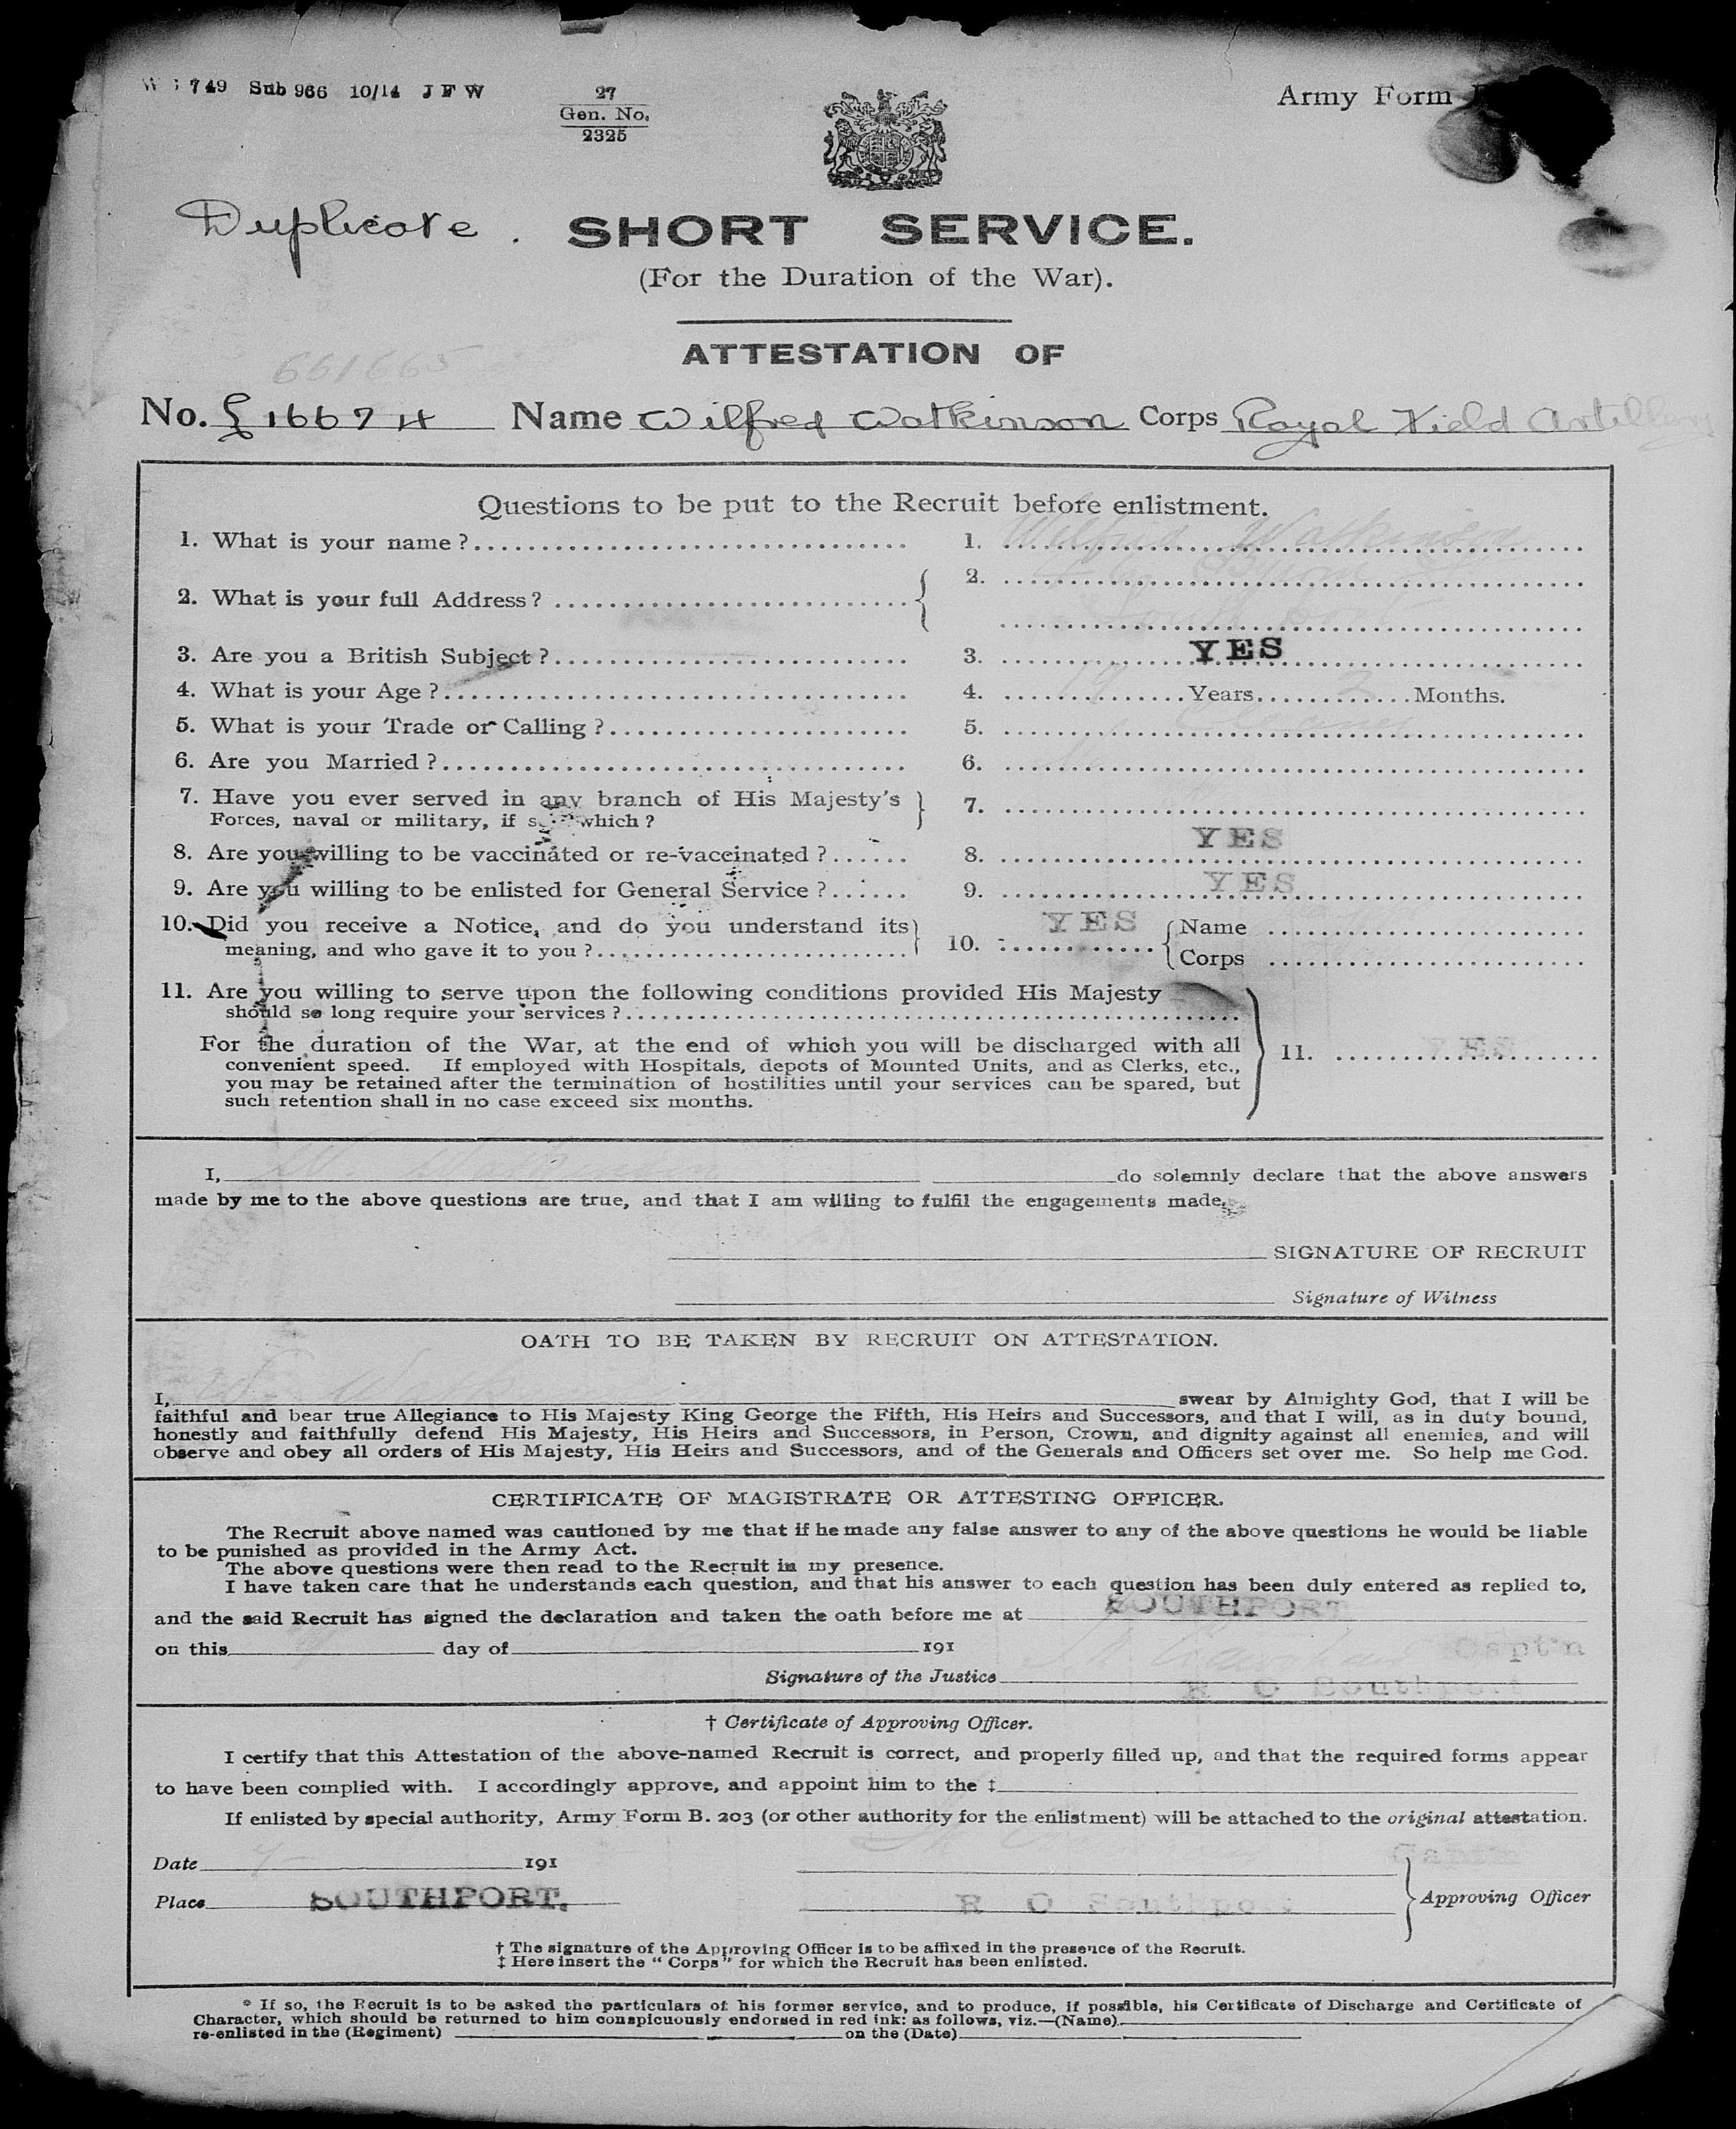 749 Sub 966 10/14 J F W
27
Gen. No.
2325
Army Form
Duplicate.
SHORT SERVICE.
(For the Duration of the War).
ATTESTATION OF
661665
No. 16674 Name Wilfred Watkinson Corps Royal Field Artillery
Questions to be put to the Recruit before enlistment.
1. What is your name? 1. Wilfred Watkinson
2. What is your full Address? 2.
3. Are you a British Subject? 3. YES
4. What is your Age? 4. 19 Years 2 Months.
5. What is your Trade or Calling? 5.
6. Are you Married? 6.
7. Have you ever served in any branch of His Majesty's 7.
Forces, naval or military, if which?
8. Are you willing to be vaccinated or re-vaccinated? 8. YES
9. Are you willing to be enlisted for General Service? 9. YES
10. Did you receive a Notice, and do you understand its 10. YES Name
meaning, and who gave it to you? Corps
11. Are you willing to serve upon the following conditions provided His Majesty
should so long require your services?
For the duration of the War, at the end of which you will be discharged with all 11. YES
convenient speed. If employed with Hospitals, depots of Mounted Units, and as Clerks, etc.,
you may be retained after the termination of hostilities until your services can be spared, but
such retention shall in no case exceed six months.
I, W. Watkinson do solemnly declare that the above answers
made by me to the above questions are true, and that I am willing to fulfil the engagements made.
SIGNATURE OF RECRUIT
Signature of Witness
OATH TO BE TAKEN BY RECRUIT ON ATTESTATION.
I, W. Watkinson swear by Almighty God, that I will be
faithful and bear true Allegiance to His Majesty King George the Fifth, His Heirs and Successors, and that I will, as in duty bound,
honestly and faithfully defend His Majesty, His Heirs and Successors, in Person, Crown, and dignity against all enemies, and will
observe and obey all orders of His Majesty, His Heirs and Successors, and of the Generals and Officers set over me. So help me God.
CERTIFICATE OF MAGISTRATE OR ATTESTING OFFICER.
The Recruit above named was cautioned by me that if he made any false answer to any of the above questions he would be liable
to be punished as provided in the Army Act.
The above questions were then read to the Recruit in my presence.
I have taken care that he understands each question, and that his answer to each question has been duly entered as replied to,
and the said Recruit has signed the declaration and taken the oath before me at SOUTHPORT
on this day of 191
Capt'n
Signature of the Justice
R O Southport
† Certificate of Approving Officer.
I certify that this Attestation of the above-named Recruit is correct, and properly filled up, and that the required forms appear
to have been complied with. I accordingly approve, and appoint him to the ‡
If enlisted by special authority, Army Form B. 203 (or other authority for the enlistment) will be attached to the original attestation.
Date 191 Capt'n
Place SOUTHPORT. R O Southport Approving Officer
† The signature of the Approving Officer is to be affixed in the presence of the Recruit.
‡ Here insert the "Corps" for which the Recruit has been enlisted.
* If so, the Recruit is to be asked the particulars of his former service, and to produce, if possible, his Certificate of Discharge and Certificate of
Character, which should be returned to him conspicuously endorsed in red ink: as follows, viz.—(Name)
re-enlisted in the (Regiment) on the (Date)